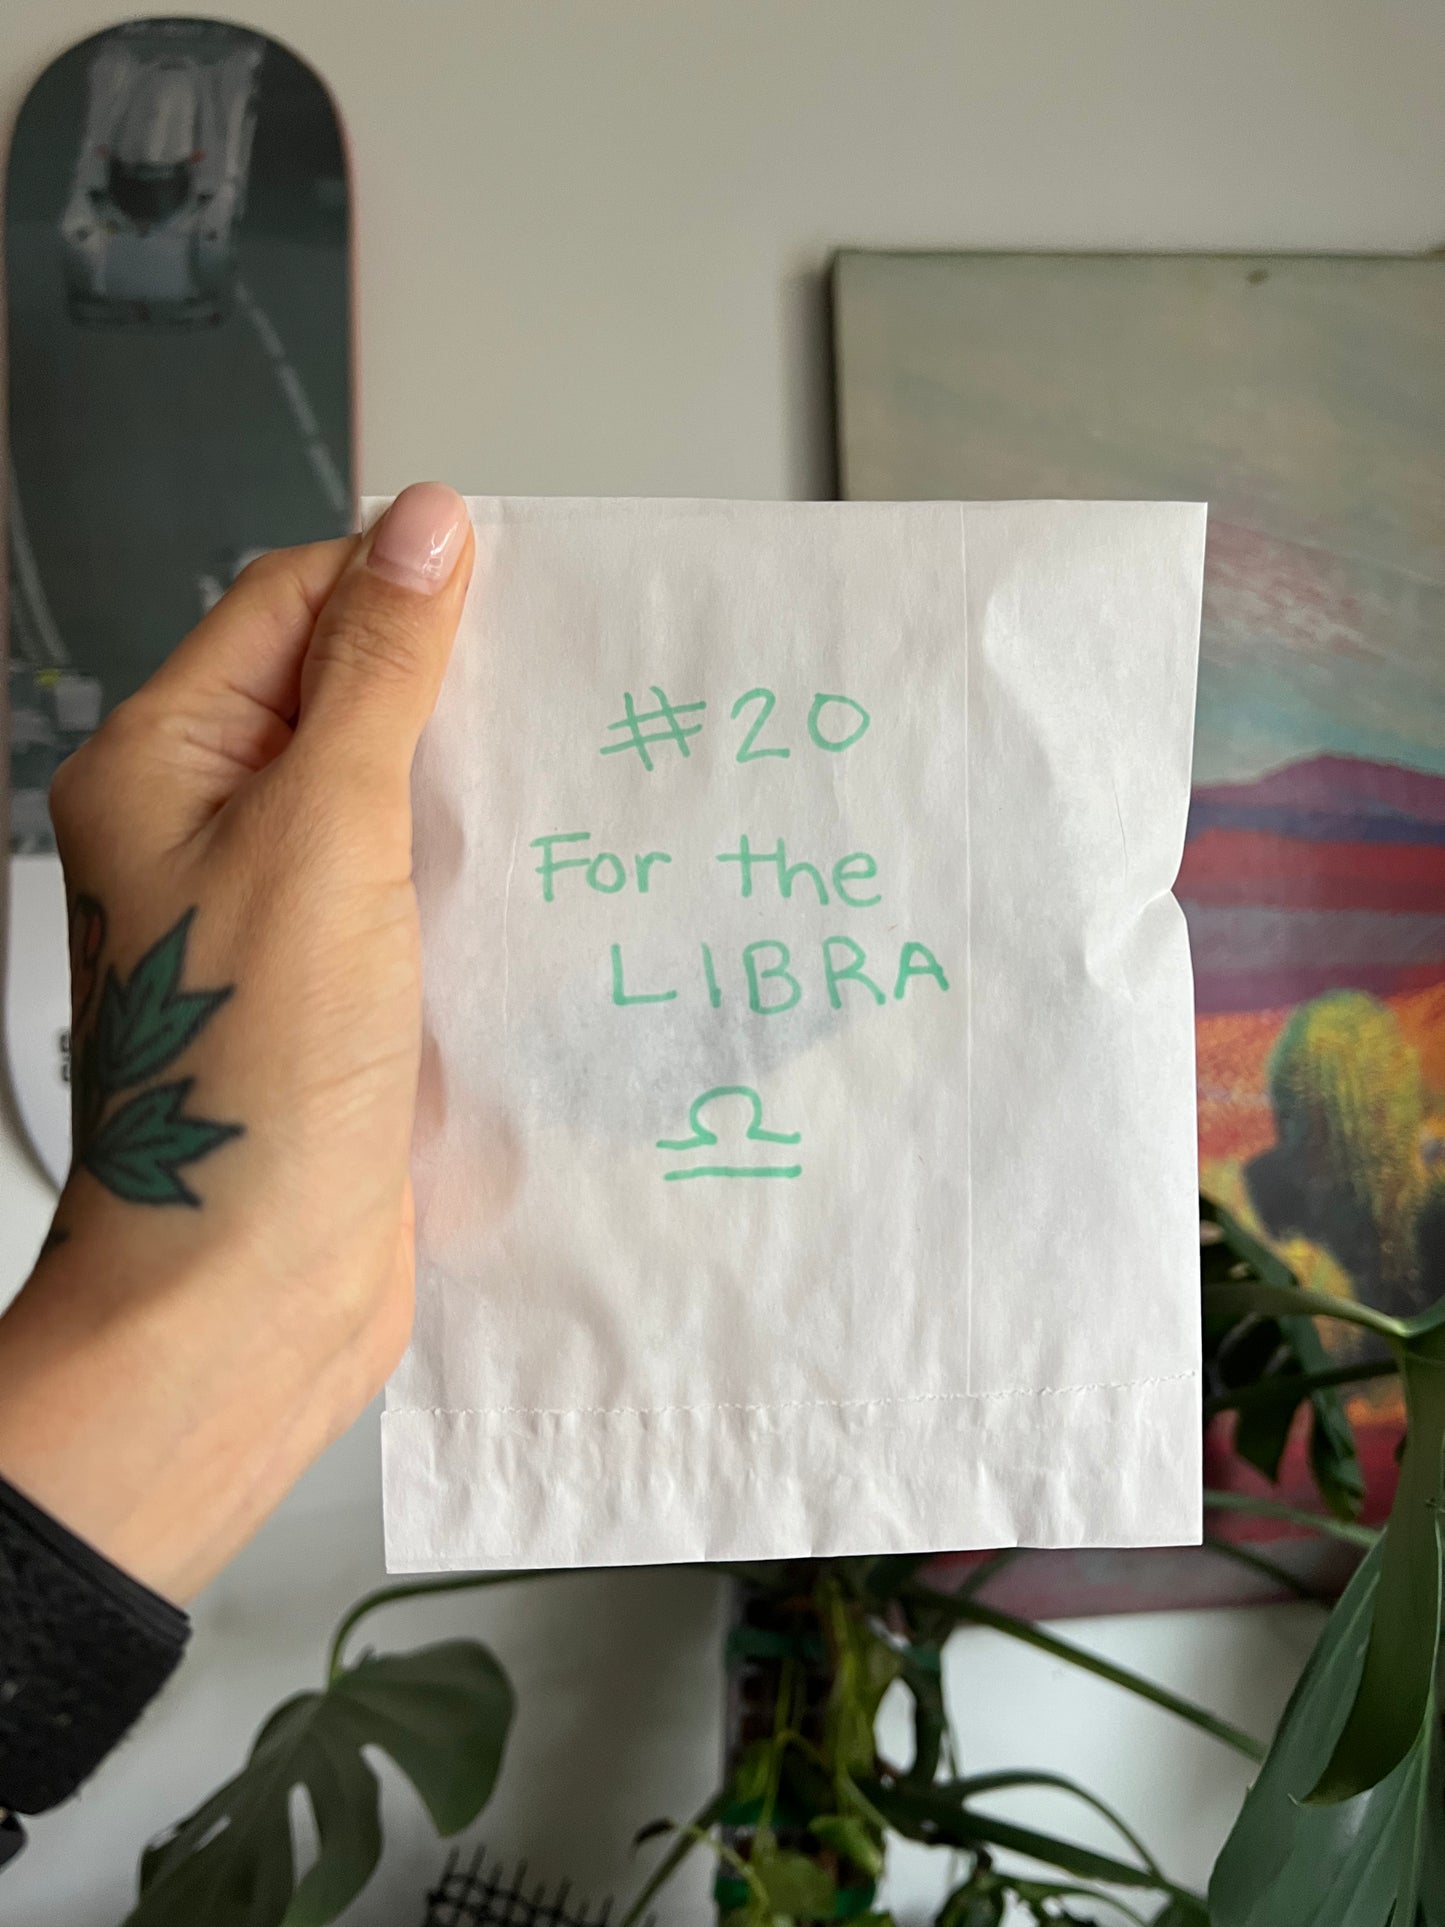 #20
For the
LIBRA
♎